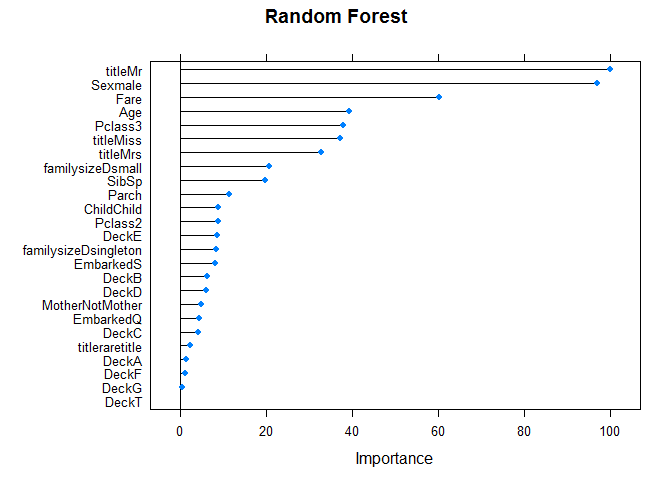 Random Forest
titleMr
Sexmale
Fare
Age
Pclass3
titleMiss
titleMrs
familysizeDsmall
SibSp
Parch
ChildChild
Pclass2
DeckE
familysizeDsingleton
EmbarkedS
DeckB
DeckD
MotherNotMother
EmbarkedQ
DeckC
titleraretitle
DeckA
DeckF
DeckG
DeckT
0 20 40 60 80 100
Importance